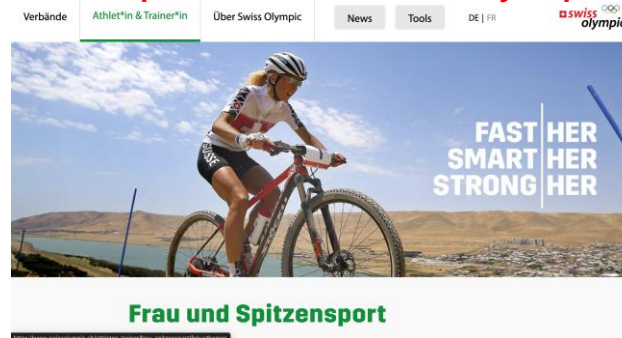 Verbände
Athlet*in & Trainer*in
Über Swiss Olympic
News
Tools
DE | FR
swiss
olympic
SUISSE
FAST HER
SMART HER
STRONG HER
Frau und Spitzensport